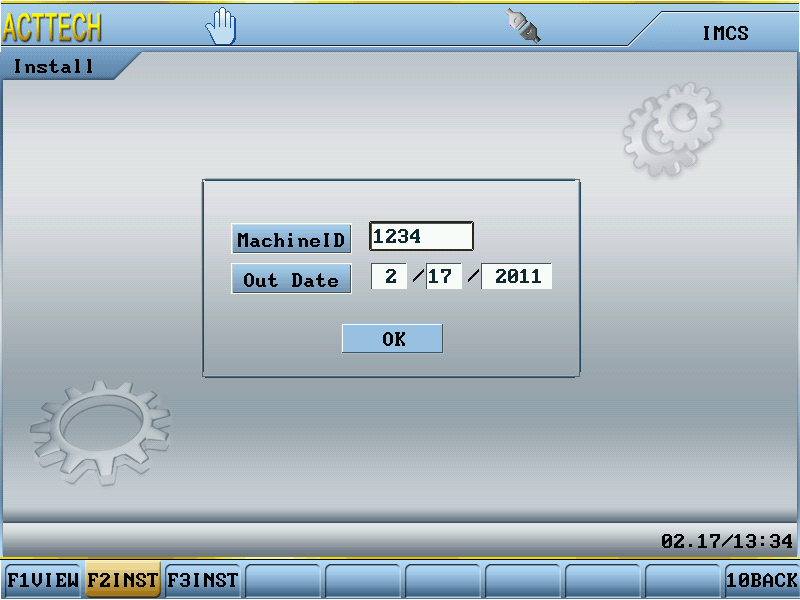 ACTTECH
IMCS
Install
MachineID 1234
Out Date 2 / 17 / 2011
OK
02.17/13:34
F1VIEW F2INST F3INST 10BACK